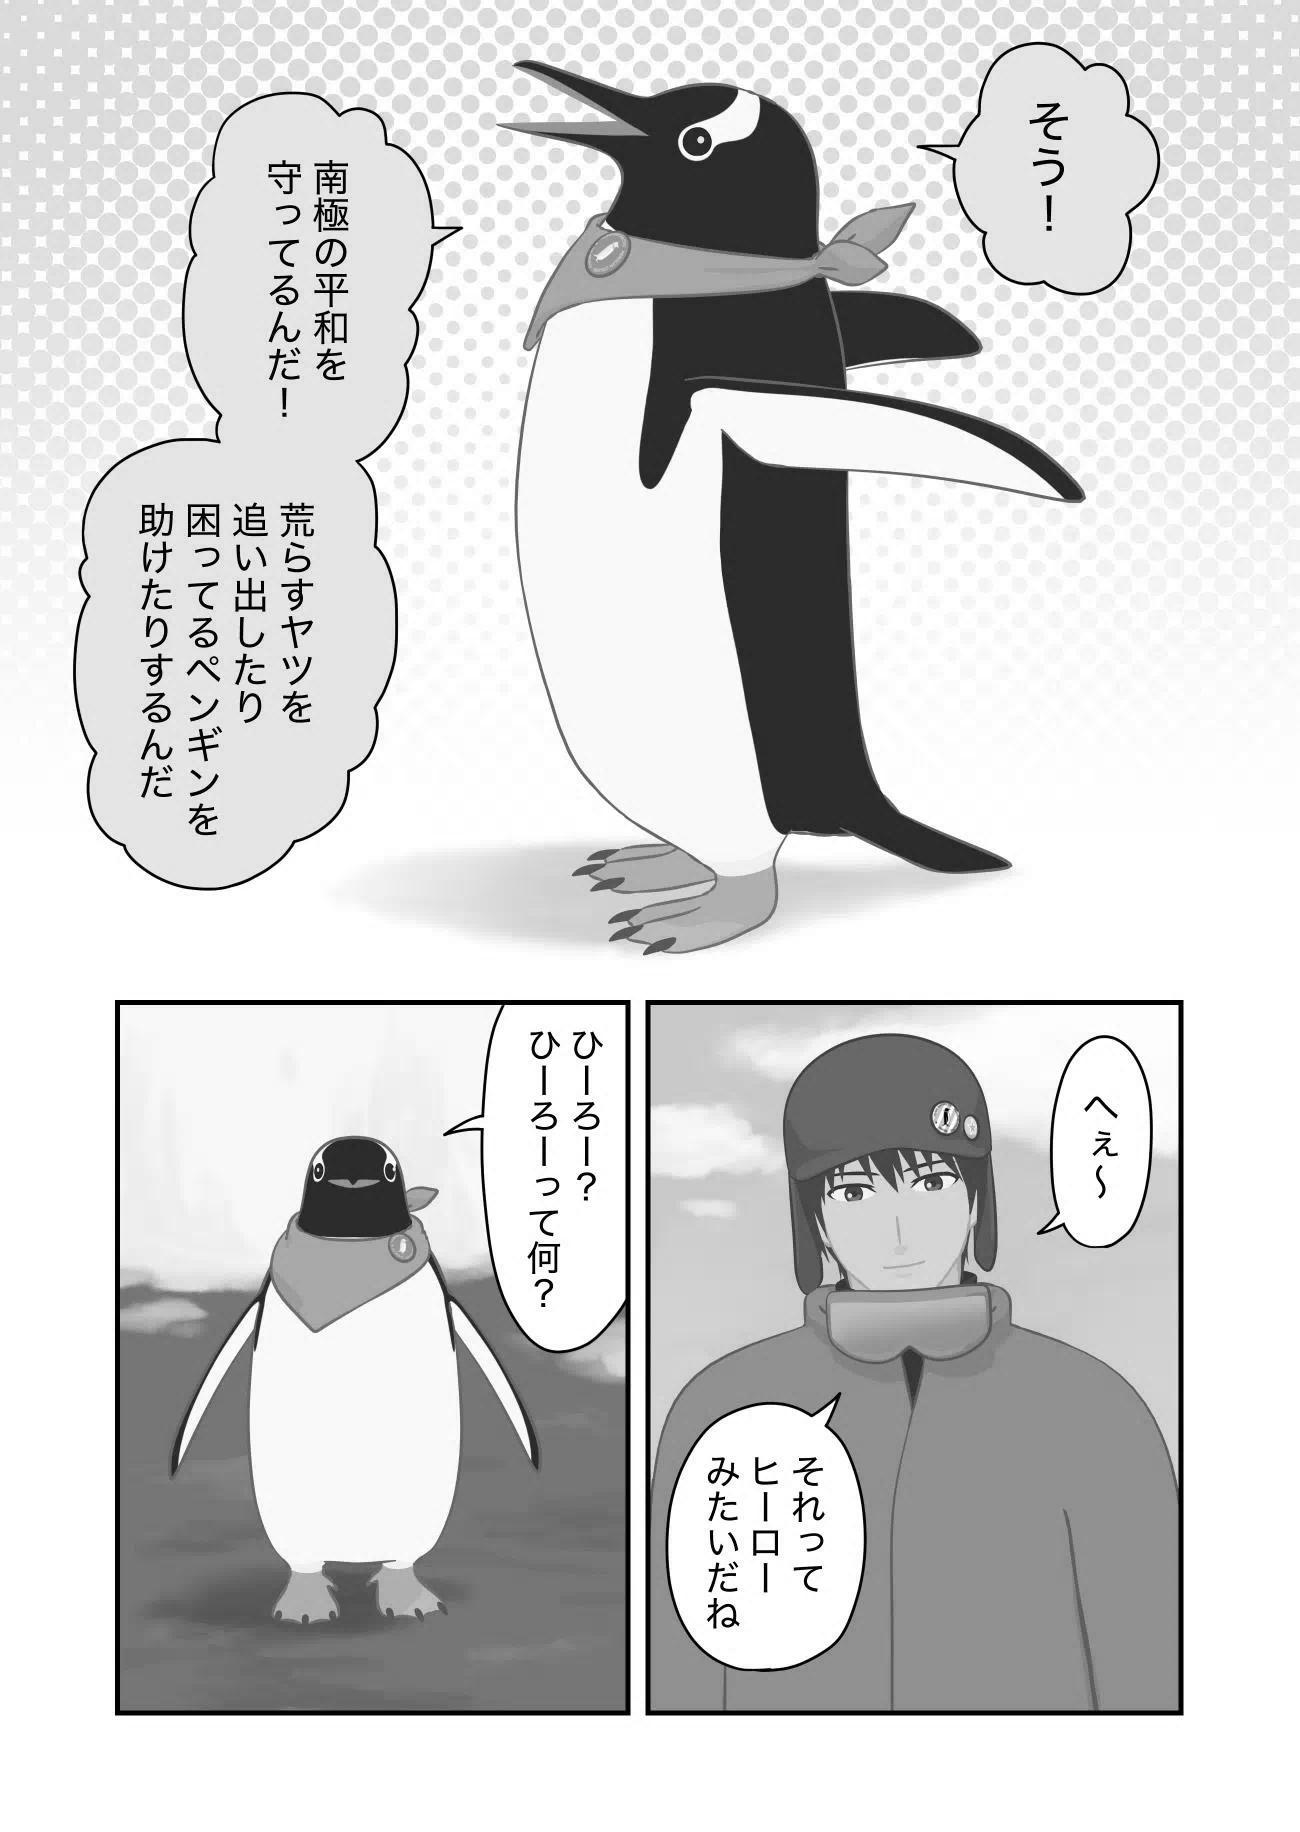 そう！
南極の平和を
守ってるんだ！
荒らすヤツを
追い出したり
困ってるペンギンを
助けたりするんだ
へぇ〜
それって
ヒーロー
みたいだね
ひーろー？
ひーろーって何？